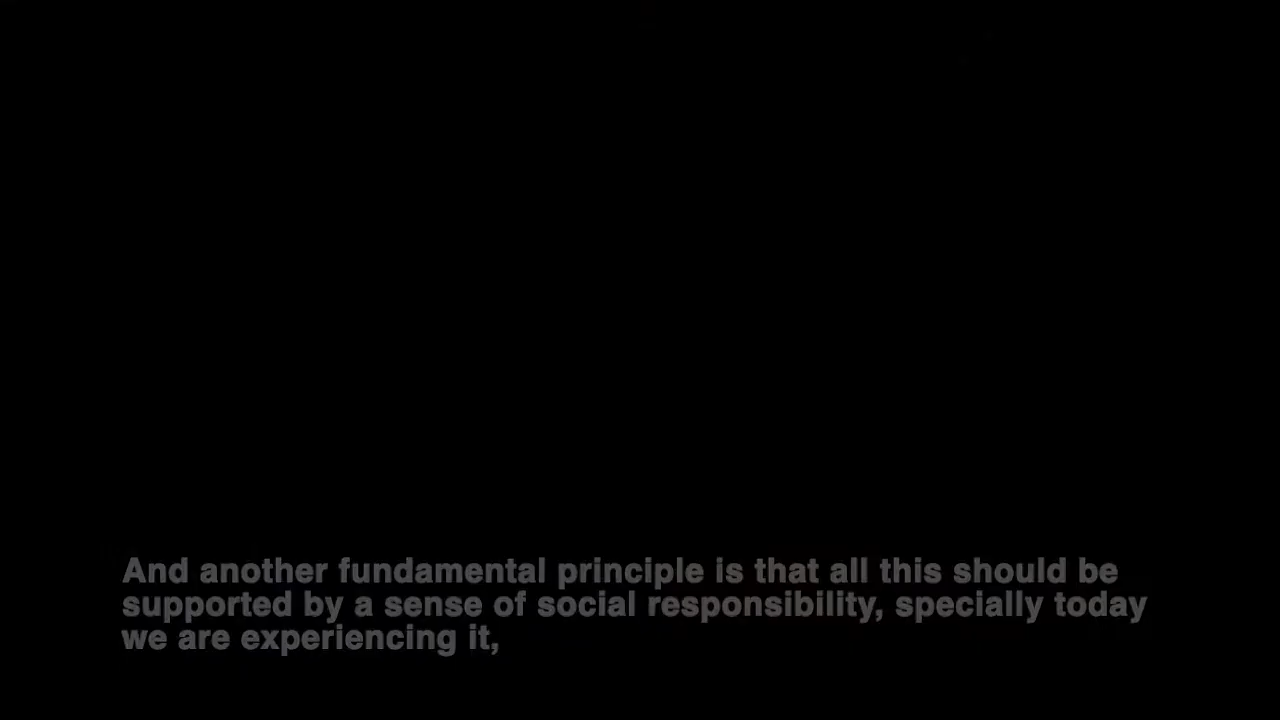 And another fundamental principle is that all this should be
supported by a sense of social responsibility, specially today
we are experiencing it,